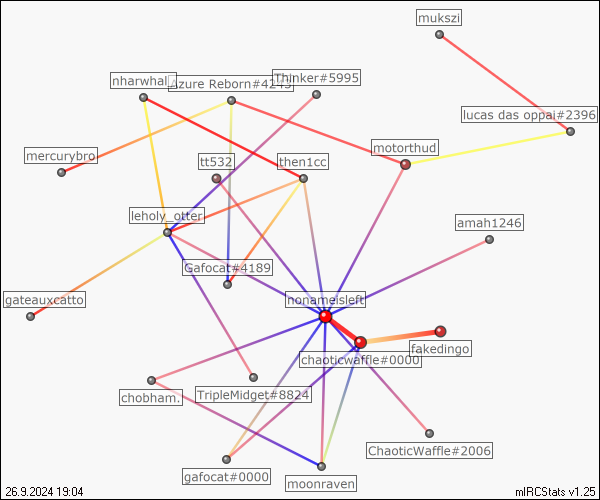 mukszi
Thinker#5995
nharwhal_
Azure Reborn#4243
lucas das oppai#2396
motorthud
mercurybro
tt532
then1cc
leholy_otter
amah1246
Gafocat#4189
gateauxcatto
nonameisleft
fakedingo
chaoticwaffle#0000
TripleMidget#8824
chobham.
ChaoticWaffle#2006
gafocat#0000
moonraven
26.9.2024 19:04
mIRCStats v1.25